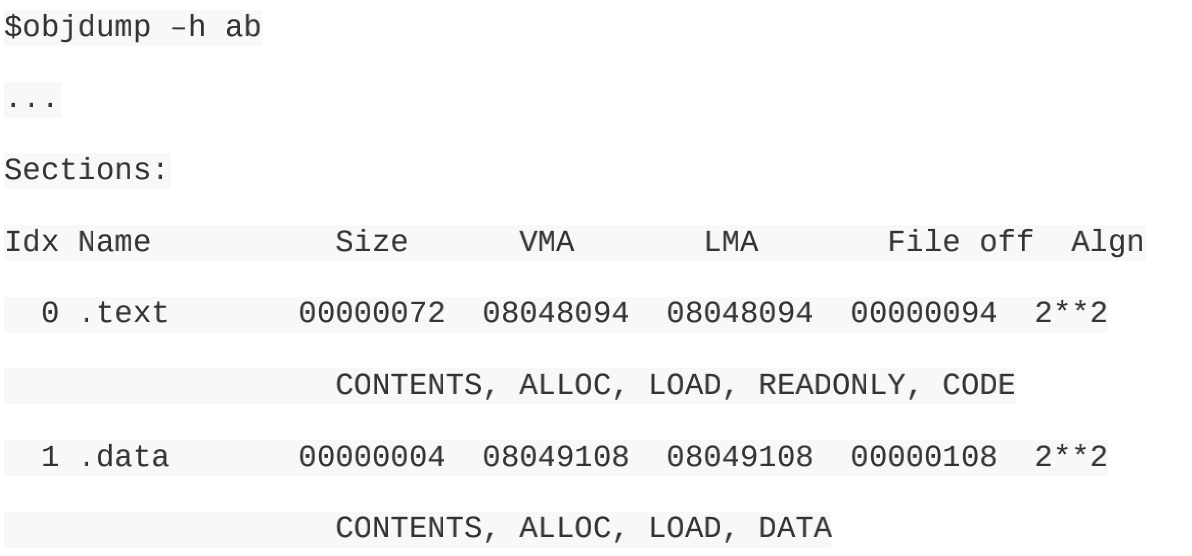 $objdump –h ab
...
Sections:
Idx Name          Size      VMA       LMA       File off  Algn
  0 .text       00000072  08048094  08048094  00000094  2**2
                  CONTENTS, ALLOC, LOAD, READONLY, CODE
  1 .data       00000004  08049108  08049108  00000108  2**2
                  CONTENTS, ALLOC, LOAD, DATA